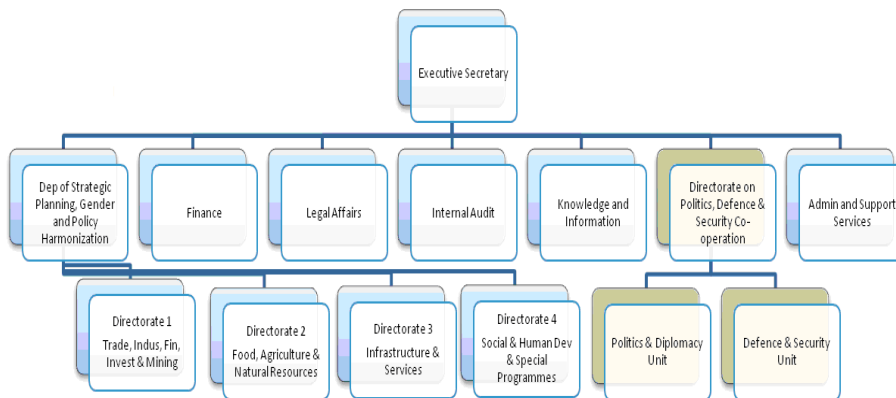 Executive Secretary
Dep of Strategic
Planning, Gender
and Policy
Harmonization
Finance
Legal Affairs
Internal Audit
Knowledge and
Information
Directorate on
Politics, Defence &
Security Co-
operation
Admin and Support
Services
Directorate 1
Trade, Indus, Fin,
Invest & Mining
Directorate 2
Food, Agriculture &
Natural Resources
Directorate 3
Infrastructure &
Services
Directorate 4
Social & Human Dev
& Special
Programmes
Politics & Diplomacy
Unit
Defence & Security
Unit